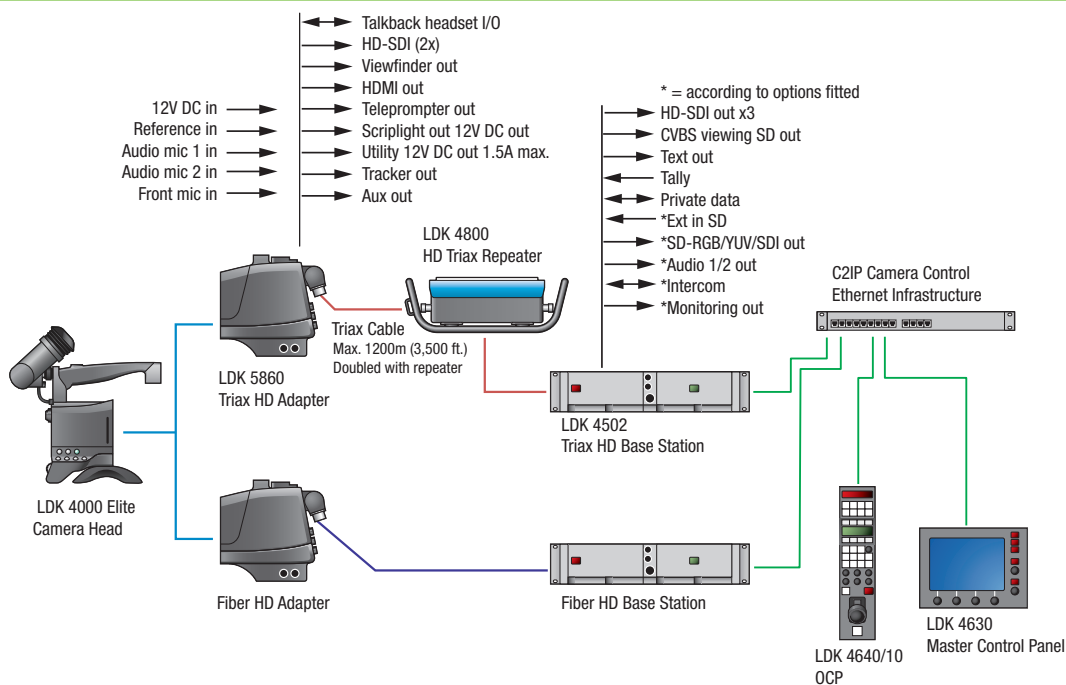 Talkback headset I/O
HD-SDI (2x)
Viewfinder out
HDMI out
Teleprompter out
Scriplight out 12V DC out
Utility 12V DC out 1.5A max.
Tracker out
Aux out
12V DC in
Reference in
Audio mic 1 in
Audio mic 2 in
Front mic in
* = according to options fitted
HD-SDI out x3
CVBS viewing SD out
Text out
Tally
Private data
*Ext in SD
*SD-RGB/YUV/SDI out
*Audio 1/2 out
*Intercom
*Monitoring out
LDK 4800
HD Triax Repeater
C2IP Camera Control
Ethernet Infrastructure
Triax Cable
Max. 1200m (3,500 ft.)
Doubled with repeater
LDK 5860
Triax HD Adapter
LDK 4502
Triax HD Base Station
LDK 4000 Elite
Camera Head
Fiber HD Adapter
Fiber HD Base Station
LDK 4640/10
OCP
LDK 4630
Master Control Panel